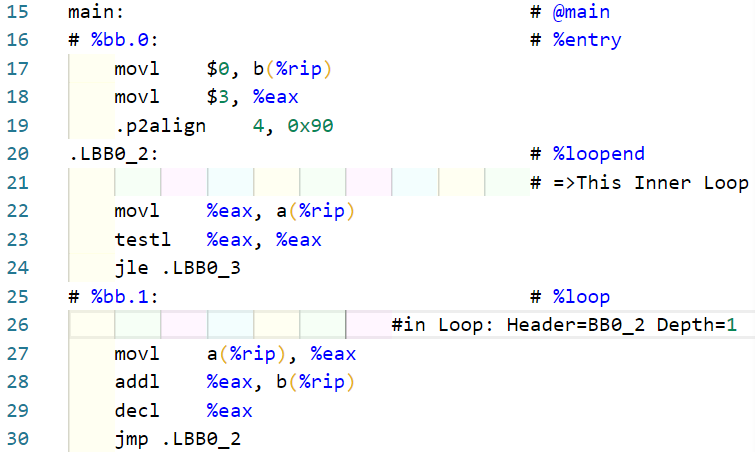 15 main: # @main
16 # %bb.0: # %entry
17 movl $0, b(%rip)
18 movl $3, %eax
19 .p2align 4, 0x90
20 .LBB0_2: # %loopend
21 # =>This Inner Loop
22 movl %eax, a(%rip)
23 testl %eax, %eax
24 jle .LBB0_3
25 # %bb.1: # %loop
26 #in Loop: Header=BB0_2 Depth=1
27 movl a(%rip), %eax
28 addl %eax, b(%rip)
29 decl %eax
30 jmp .LBB0_2